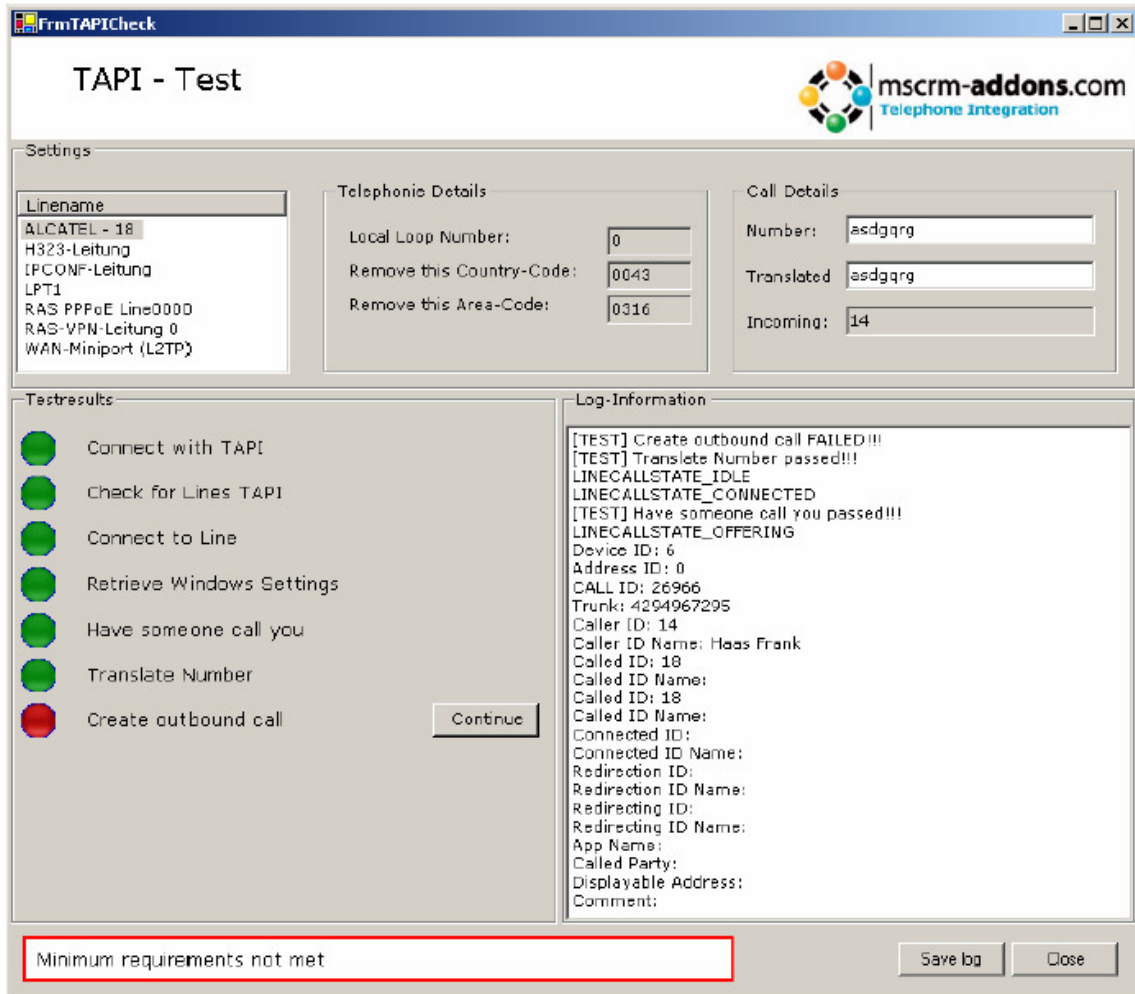 FrmTAPICheck
TAPI - Test
mscrm-addons.com
Telephone Integration
Settings
Linename
ALCATEL - 18
H323-Leitung
IPCONF-Leitung
LPT1
RAS PPPoE Line0000
RAS-VPN-Leitung 0
WAN-Miniport (L2TP)
Telephonie Details
Local Loop Number: 0
Remove this Country-Code: 0043
Remove this Area-Code: 0316
Call Details
Number: asdgqrg
Translated asdgqrg
Incoming: 14
Testresults
Connect with TAPI
Check for Lines TAPI
Connect to Line
Retrieve Windows Settings
Have someone call you
Translate Number
Create outbound call Continue
Log-Information
[TEST] Create outbound call FAILED!!!
[TEST] Translate Number passed!!!
LINECALLSTATE_IDLE
LINECALLSTATE_CONNECTED
[TEST] Have someone call you passed!!!
LINECALLSTATE_OFFERING
Device ID: 6
Address ID: 0
CALL ID: 26966
Trunk: 4294967295
Caller ID: 14
Caller ID Name: Haas Frank
Called ID: 18
Called ID Name:
Called ID: 18
Called ID Name:
Connected ID:
Connected ID Name:
Redirection ID:
Redirection ID Name:
Redirecting ID:
Redirecting ID Name:
App Name:
Called Party:
Displayable Address:
Comment:
Minimum requirements not met
Save log Close